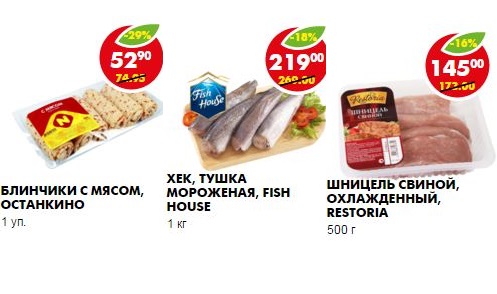 -29%
52⁹⁰
74.95
С МЯСОМ
БЛИНЧИКИ С МЯСОМ,
ОСТАНКИНО
1 уп.
-18%
219⁰⁰
269.00
Fish
House
ХЕК, ТУШКА
МОРОЖЕНАЯ, FISH
HOUSE
1 кг
-16%
145⁰⁰
173.00
Restoria
ШНИЦЕЛЬ
СВИНОЙ
ШНИЦЕЛЬ СВИНОЙ,
ОХЛАЖДЕННЫЙ,
RESTORIA
500 г